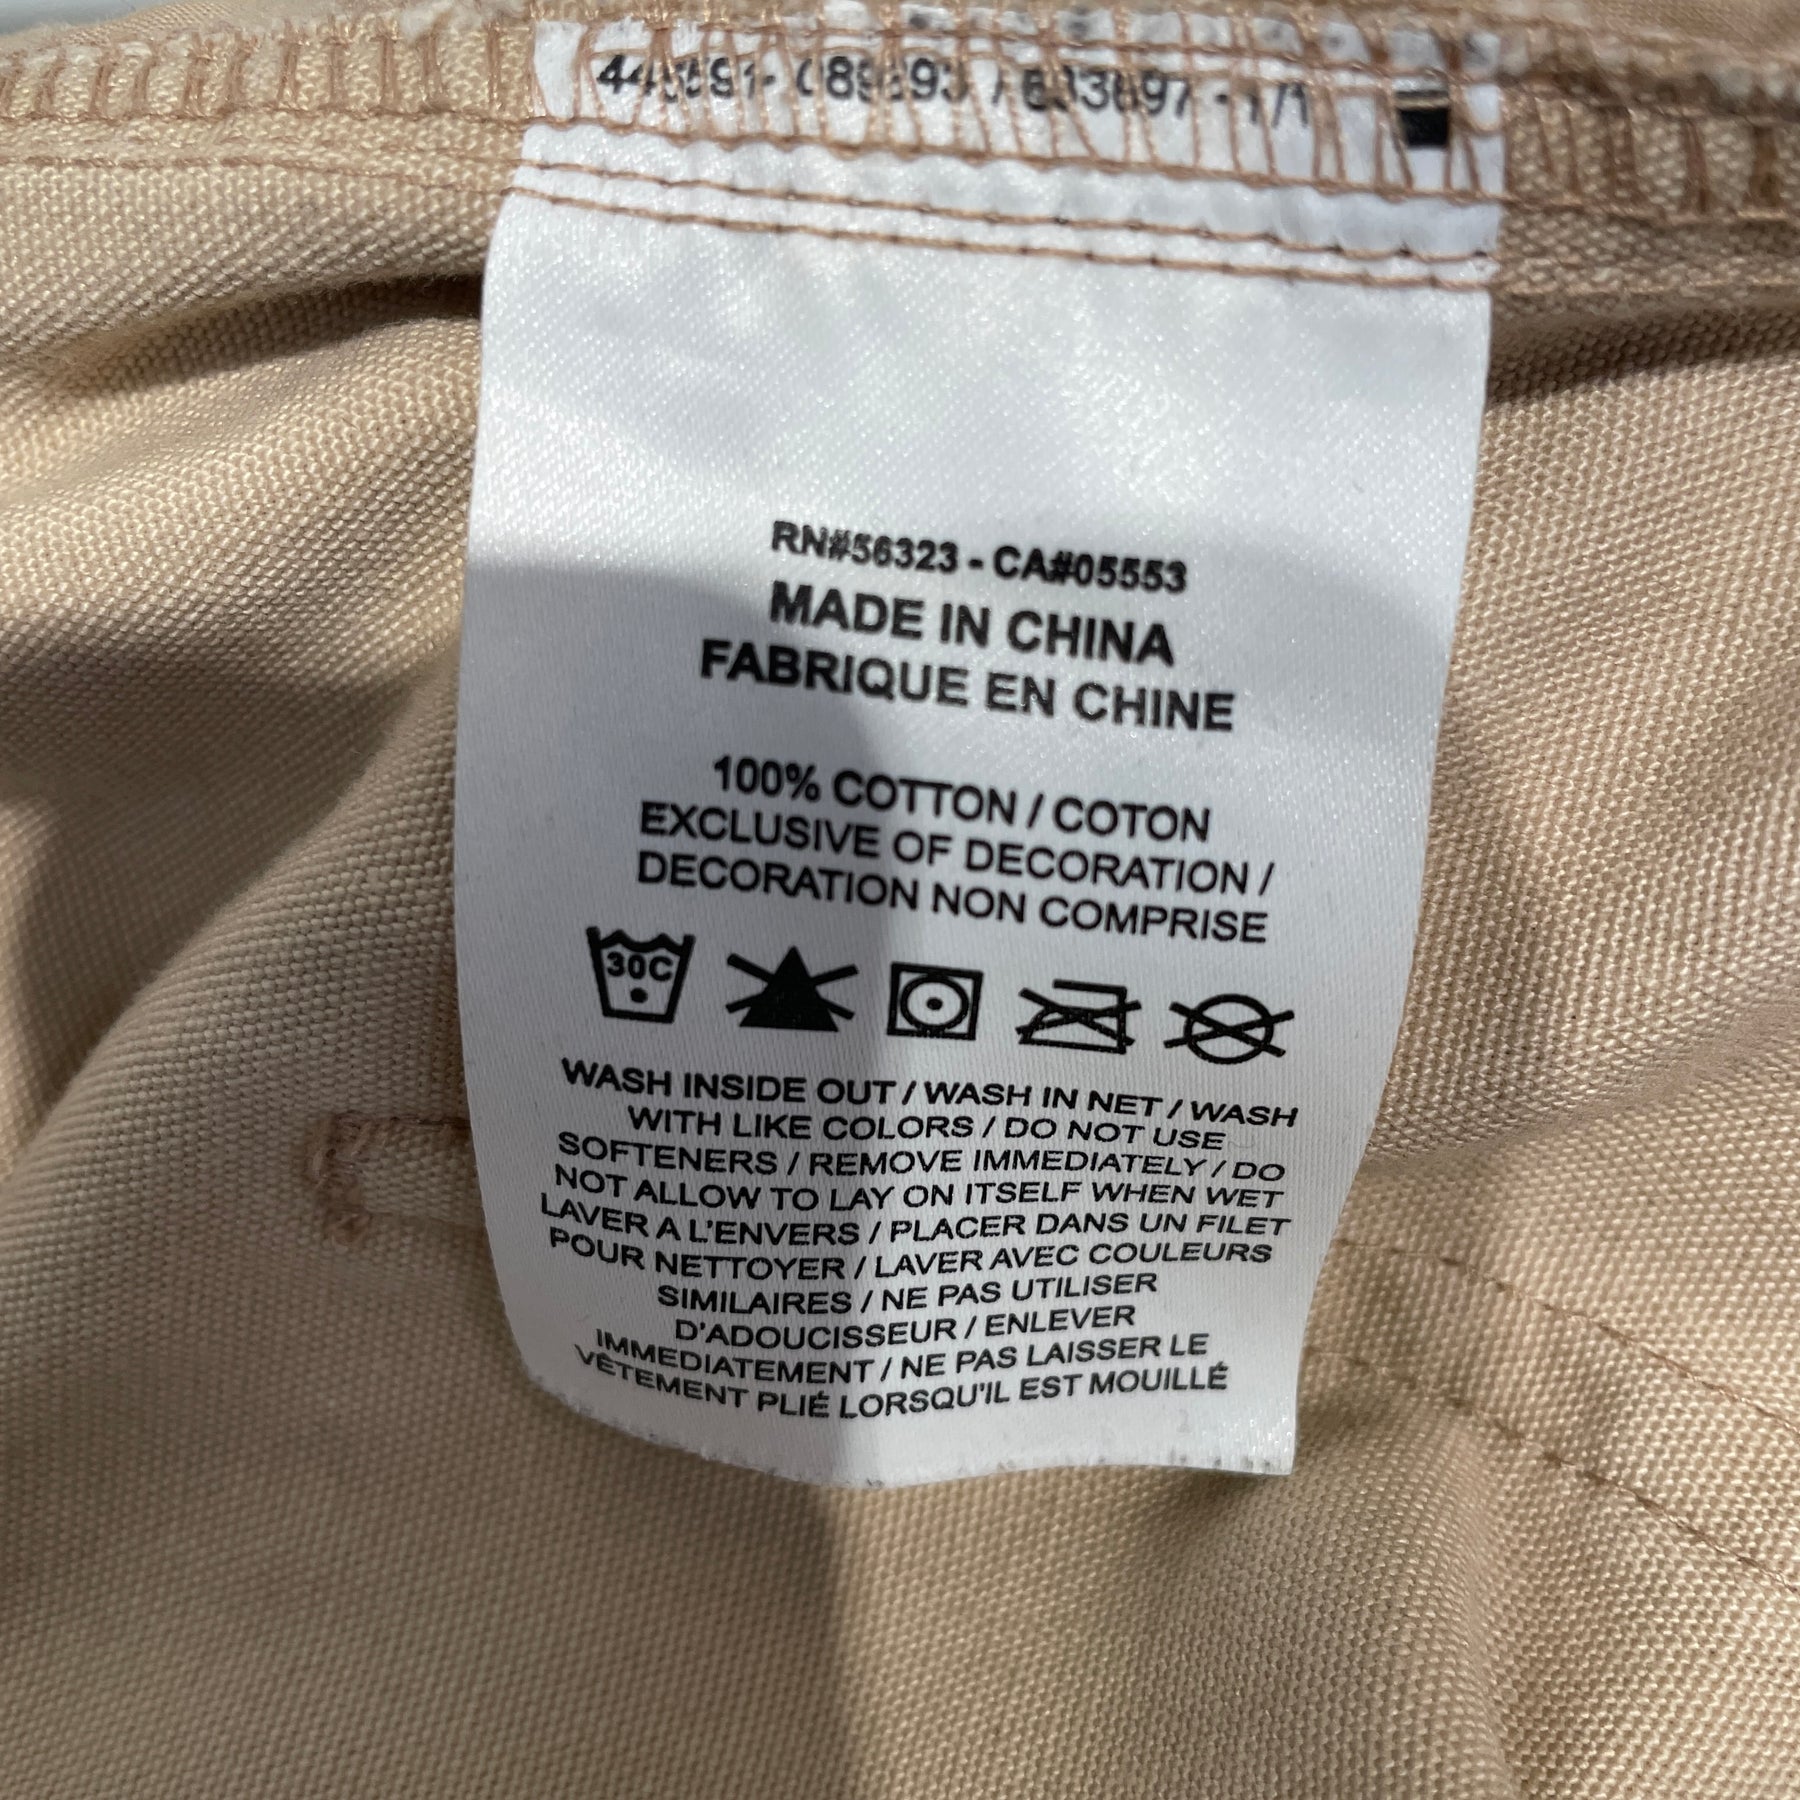 RN#56323 - CA#05553
MADE IN CHINA
FABRIQUE EN CHINE
100% COTTON / COTON
EXCLUSIVE OF DECORATION /
DECORATION NON COMPRISE
30C
WASH INSIDE OUT / WASH IN NET / WASH
WITH LIKE COLORS / DO NOT USE
SOFTENERS / REMOVE IMMEDIATELY / DO
NOT ALLOW TO LAY ON ITSELF WHEN WET
LAVER A L'ENVERS / PLACER DANS UN FILET
POUR NETTOYER / LAVER AVEC COULEURS
SIMILAIRES / NE PAS UTILISER
D'ADOUCISSEUR / ENLEVER
IMMEDIATEMENT / NE PAS LAISSER LE
VÊTEMENT PLIÉ LORSQU'IL EST MOUILLÉ